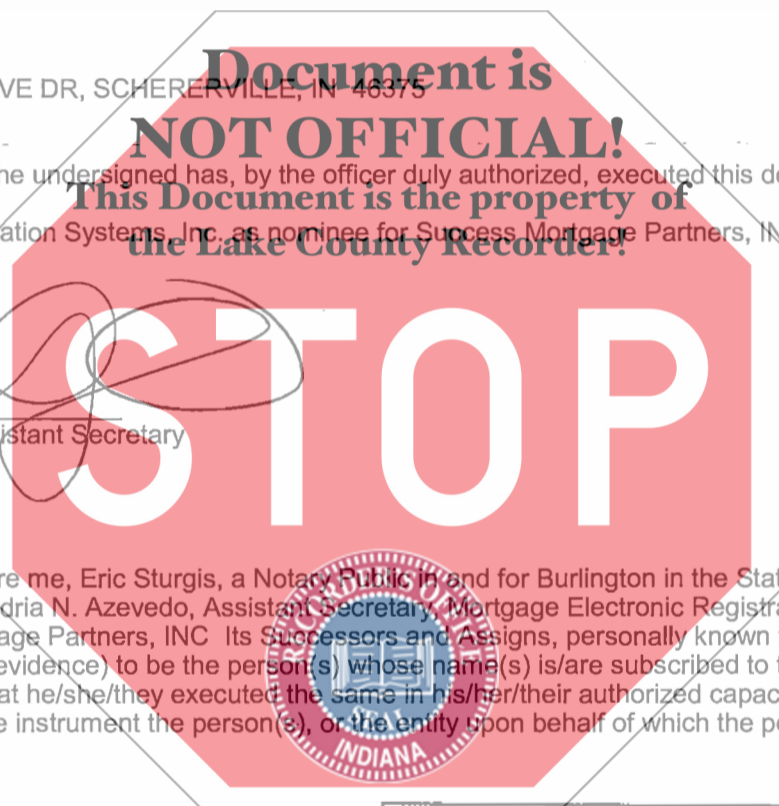 Document is
VE DR, SCHERERVILLE, IN 46375
NOT OFFICIAL!
he undersigned has, by the officer duly authorized, executed this d
This Document is the property of
ation Systems, Inc. as nominee for Success Mortgage Partners, IN
the Lake County Recorder!
STOP
istant Secretary
re me, Eric Sturgis, a Notary Public in and for Burlington in the Stat
dria N. Azevedo, Assistant Secretary, Mortgage Electronic Registra
age Partners, INC Its Successors and Assigns, personally known
evidence) to be the person(s) whose name(s) is/are subscribed to t
at he/she/they executed the same in his/her/their authorized capac
e instrument the person(s), or the entity upon behalf of which the pe
RECORDER'S OFFICE
SEAL
INDIANA